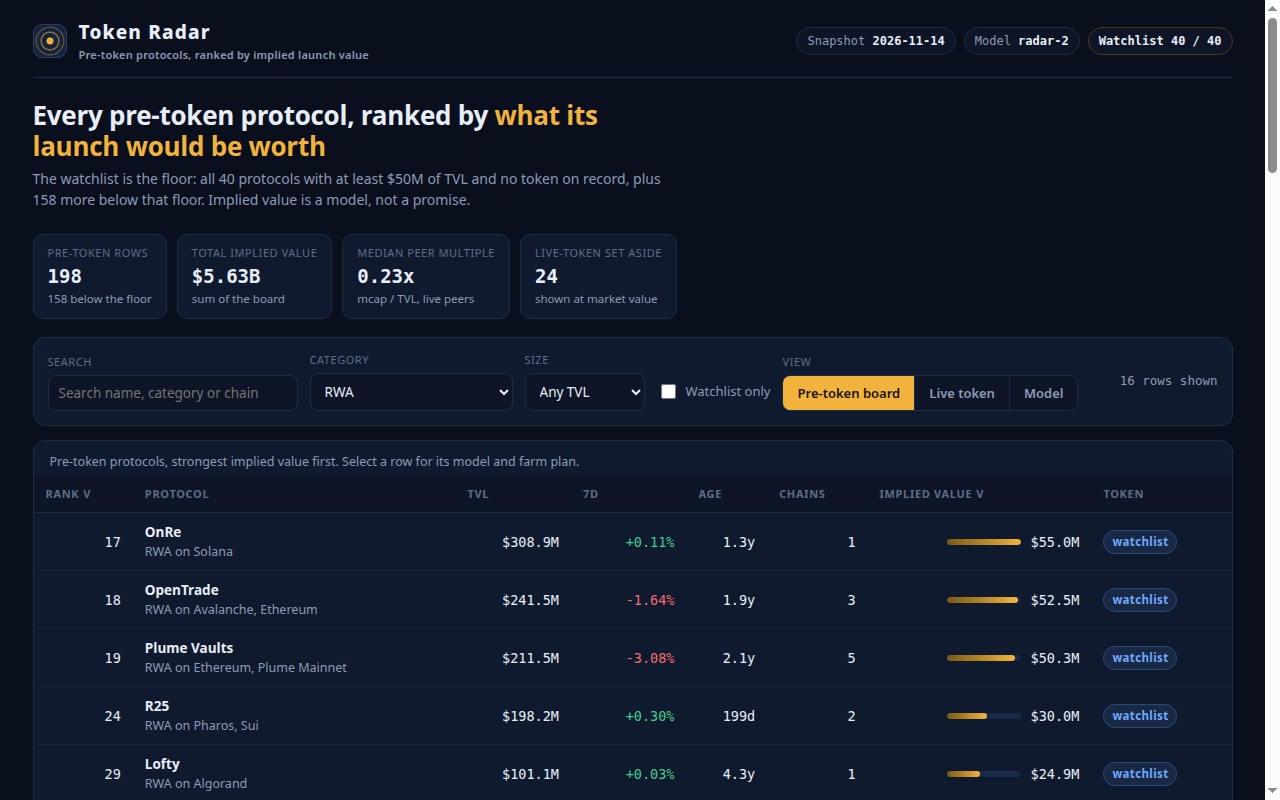 Token Radar
Pre-token protocols, ranked by implied launch value
Snapshot 2026-11-14
Model radar-2
Watchlist 40 / 40
Every pre-token protocol, ranked by what its
launch would be worth
The watchlist is the floor: all 40 protocols with at least $50M of TVL and no token on record, plus
158 more below that floor. Implied value is a model, not a promise.
PRE-TOKEN ROWS
198
158 below the floor
TOTAL IMPLIED VALUE
$5.63B
sum of the board
MEDIAN PEER MULTIPLE
0.23x
mcap / TVL, live peers
LIVE-TOKEN SET ASIDE
24
shown at market value
SEARCH
Search name, category or chain
CATEGORY
RWA
SIZE
Any TVL
Watchlist only
VIEW
Pre-token board
Live token
Model
16 rows shown
Pre-token protocols, strongest implied value first. Select a row for its model and farm plan.
RANK V PROTOCOL TVL 7D AGE CHAINS IMPLIED VALUE V TOKEN
17 OnRe $308.9M +0.11% 1.3y 1 $55.0M watchlist
RWA on Solana
18 OpenTrade $241.5M -1.64% 1.9y 3 $52.5M watchlist
RWA on Avalanche, Ethereum
19 Plume Vaults $211.5M -3.08% 2.1y 5 $50.3M watchlist
RWA on Ethereum, Plume Mainnet
24 R25 $198.2M +0.30% 199d 2 $30.0M watchlist
RWA on Pharos, Sui
29 Lofty $101.1M +0.03% 4.3y 1 $24.9M watchlist
RWA on Algorand